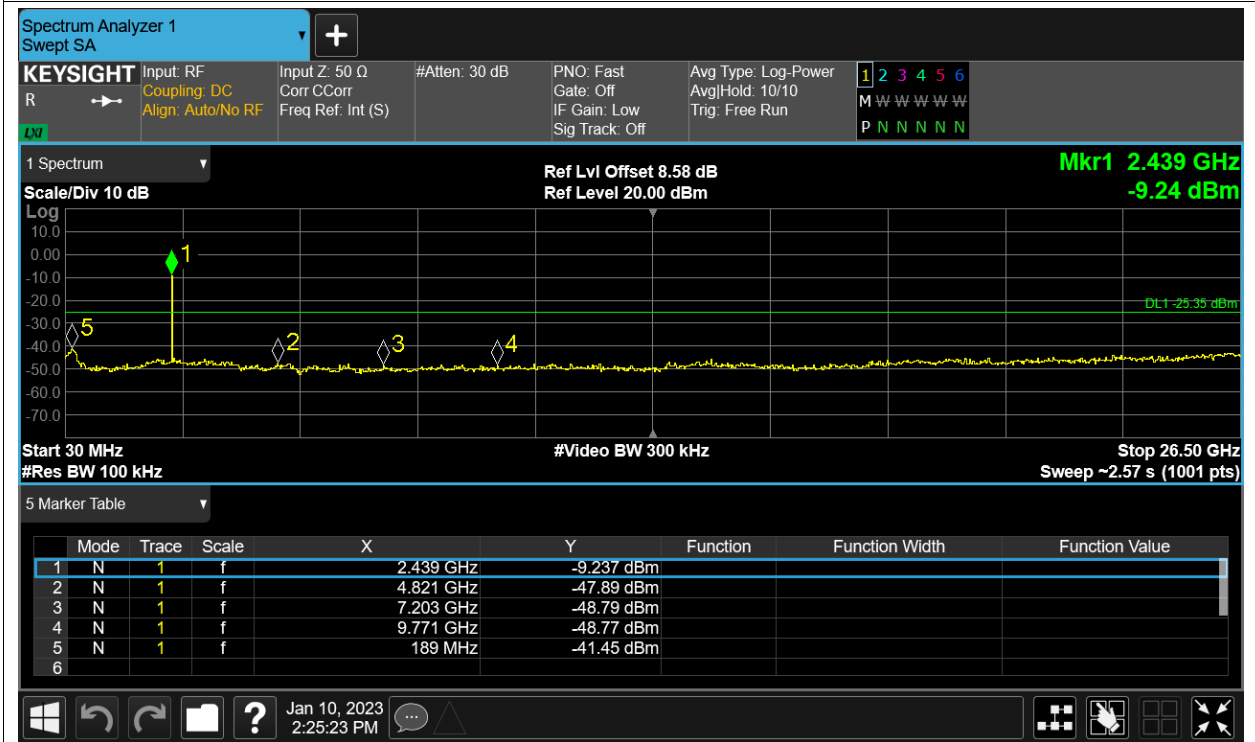 Spectrum Analyzer 1
Swept SA
+
KEYSIGHT
R
LXI
Input: RF
Coupling: DC
Align: Auto/No RF
Input Z: 50 Ω
Corr CCorr
Freq Ref: Int (S)
#Atten: 30 dB
PNO: Fast
Gate: Off
IF Gain: Low
Sig Track: Off
Avg Type: Log-Power
Avg|Hold: 10/10
Trig: Free Run
1 2 3 4 5 6
M W W W W W
P N N N N N
1 Spectrum
Scale/Div 10 dB
Ref Lvl Offset 8.58 dB
Ref Level 20.00 dBm
Mkr1 2.439 GHz
-9.24 dBm
Log
10.0
0.00
-10.0
-20.0
-30.0
-40.0
-50.0
-60.0
-70.0
1
5
2
3
4
DL1 -25.35 dBm
Start 30 MHz
#Res BW 100 kHz
#Video BW 300 kHz
Stop 26.50 GHz
Sweep ~2.57 s (1001 pts)
5 Marker Table
Mode Trace Scale X Y Function Function Width Function Value
1 N 1 f 2.439 GHz -9.237 dBm
2 N 1 f 4.821 GHz -47.89 dBm
3 N 1 f 7.203 GHz -48.79 dBm
4 N 1 f 9.771 GHz -48.77 dBm
5 N 1 f 189 MHz -41.45 dBm
6
?
Jan 10, 2023
2:25:23 PM